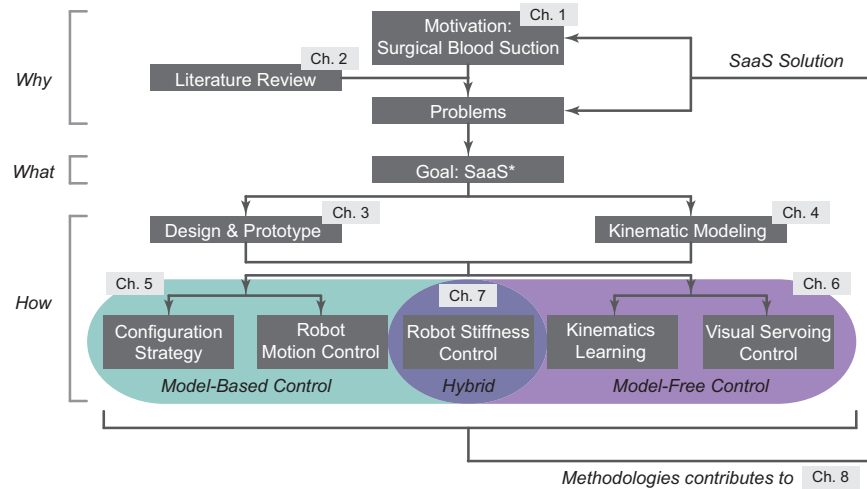 Ch. 1
Motivation:
Surgical Blood Suction
Ch. 2
Literature Review
SaaS Solution
Why
Problems
What
Goal: SaaS*
Ch. 3
Design & Prototype
Ch. 4
Kinematic Modeling
How
Ch. 5
Ch. 7
Ch. 6
Configuration
Strategy
Robot
Motion Control
Robot Stiffness
Control
Kinematics
Learning
Visual Servoing
Control
Model-Based Control
Hybrid
Model-Free Control
Methodologies contributes to Ch. 8